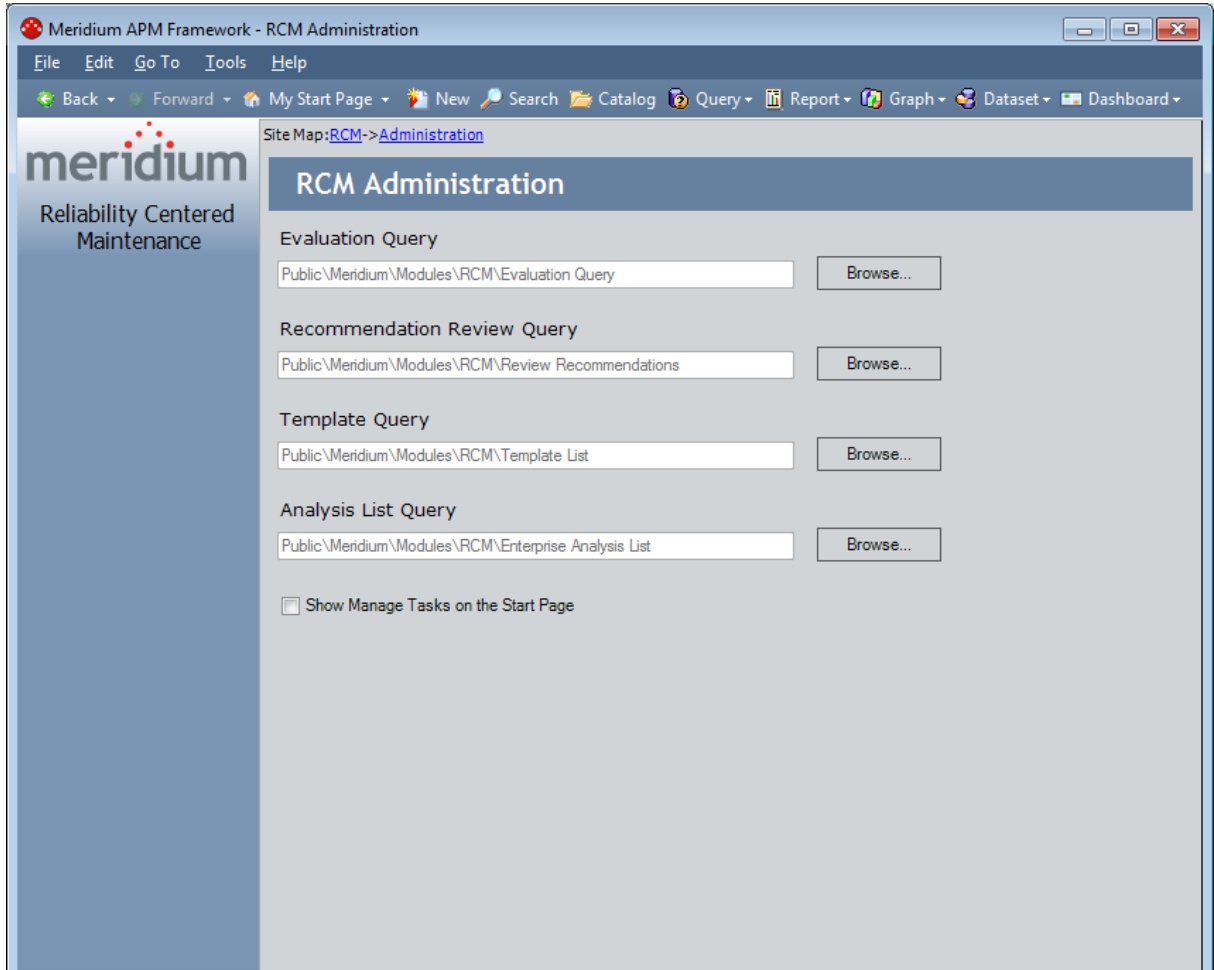 Meridium APM Framework - RCM Administration
File Edit Go To Tools Help
Back Forward My Start Page New Search Catalog Query Report Graph Dataset Dashboard
meridium
Reliability Centered
Maintenance
Site Map:RCM->Administration
RCM Administration
Evaluation Query
Public\Meridium\Modules\RCM\Evaluation Query Browse...
Recommendation Review Query
Public\Meridium\Modules\RCM\Review Recommendations Browse...
Template Query
Public\Meridium\Modules\RCM\Template List Browse...
Analysis List Query
Public\Meridium\Modules\RCM\Enterprise Analysis List Browse...
Show Manage Tasks on the Start Page